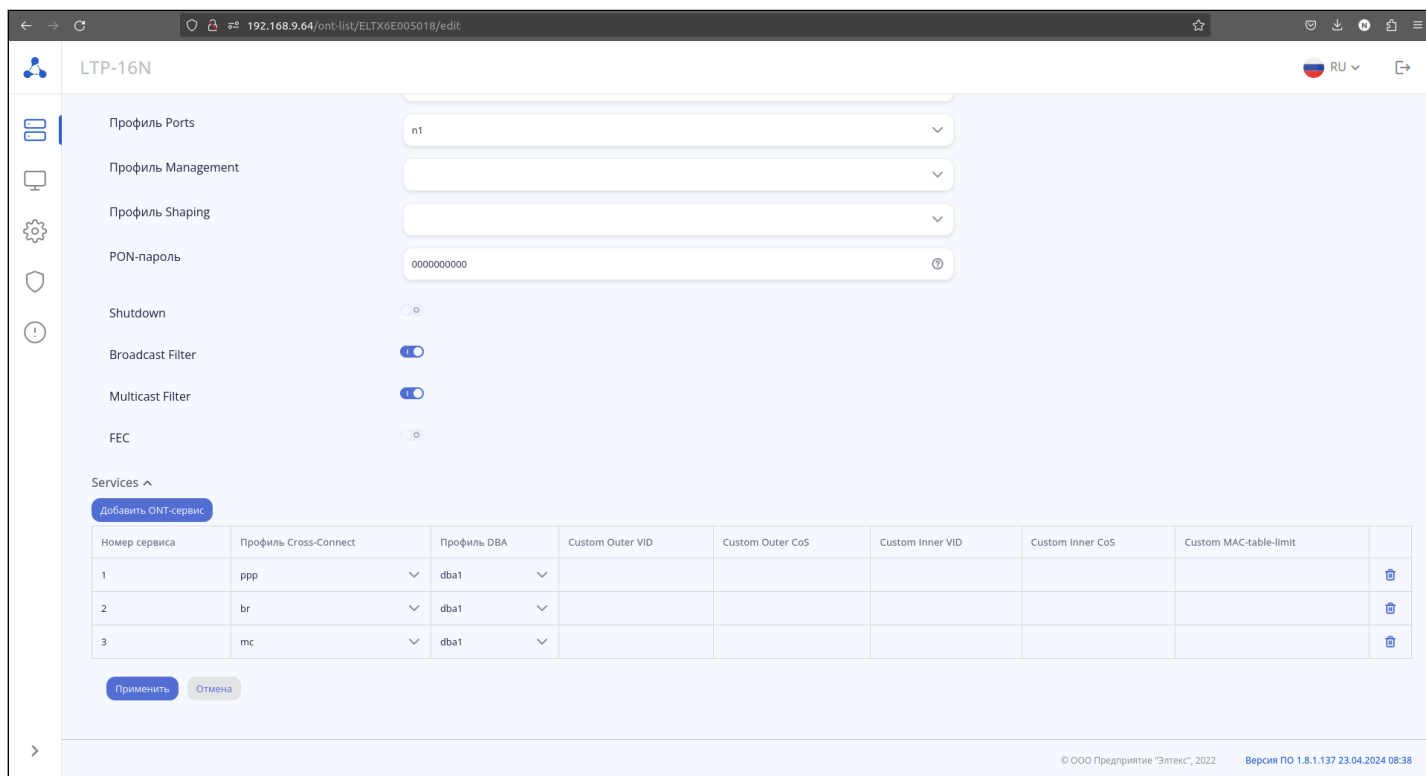 192.168.9.64/ont-list/ELTX6E00S018/edit
LTP-16N
RU
Профиль Ports
n1
Профиль Management
Профиль Shaping
PON-пароль
0000000000
Shutdown
Broadcast Filter
Multicast Filter
FEC
Services
Добавить ONT-сервис
Номер сервиса Профиль Cross-Connect Профиль DBA Custom Outer VID Custom Outer CoS Custom Inner VID Custom Inner CoS Custom MAC-table-limit
1 ppp dba1
2 br dba1
3 mc dba1
Применить Отмена
© ООО Предприятие "Элтекс", 2022 Версия ПО 1.8.1.137 23.04.2024 08:38